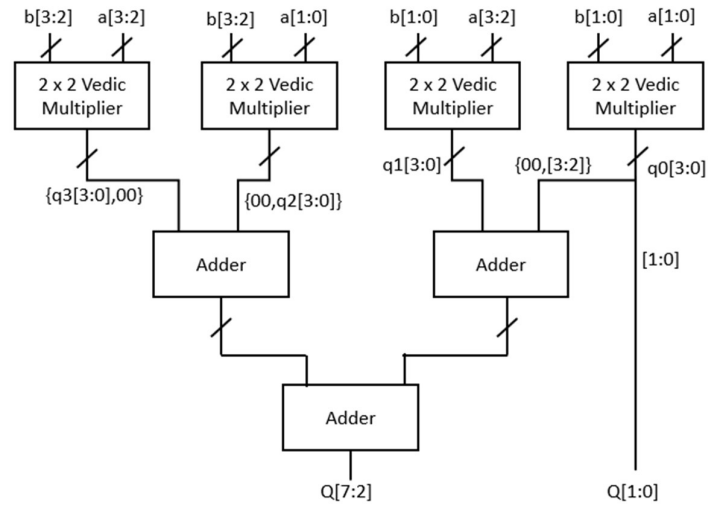 b[3:2] a[3:2] b[3:2] a[1:0] b[1:0] a[3:2] b[1:0] a[1:0]
2 x 2 Vedic Multiplier
2 x 2 Vedic Multiplier
2 x 2 Vedic Multiplier
2 x 2 Vedic Multiplier
{q3[3:0],00}
{00,q2[3:0]}
q1[3:0]
{00,[3:2]}
q0[3:0]
Adder
Adder
[1:0]
Adder
Q[7:2]
Q[1:0]